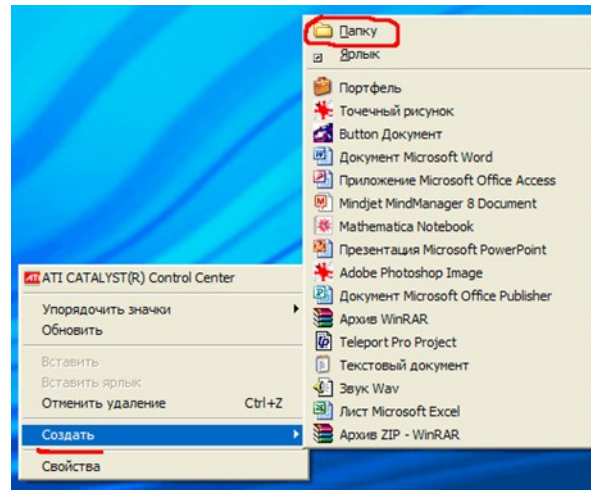 Папку
Ярлык
Портфель
Точечный рисунок
Button Документ
Документ Microsoft Word
Приложение Microsoft Office Access
Mindjet MindManager 8 Document
Mathematica Notebook
Презентация Microsoft PowerPoint
Adobe Photoshop Image
Документ Microsoft Office Publisher
Архив WinRAR
Teleport Pro Project
Текстовый документ
Звук Wav
Лист Microsoft Excel
Архив ZIP - WinRAR
ATI CATALYST(R) Control Center
Упорядочить значки
Обновить
Вставить
Вставить ярлык
Отменить удаление Ctrl+Z
Создать
Свойства